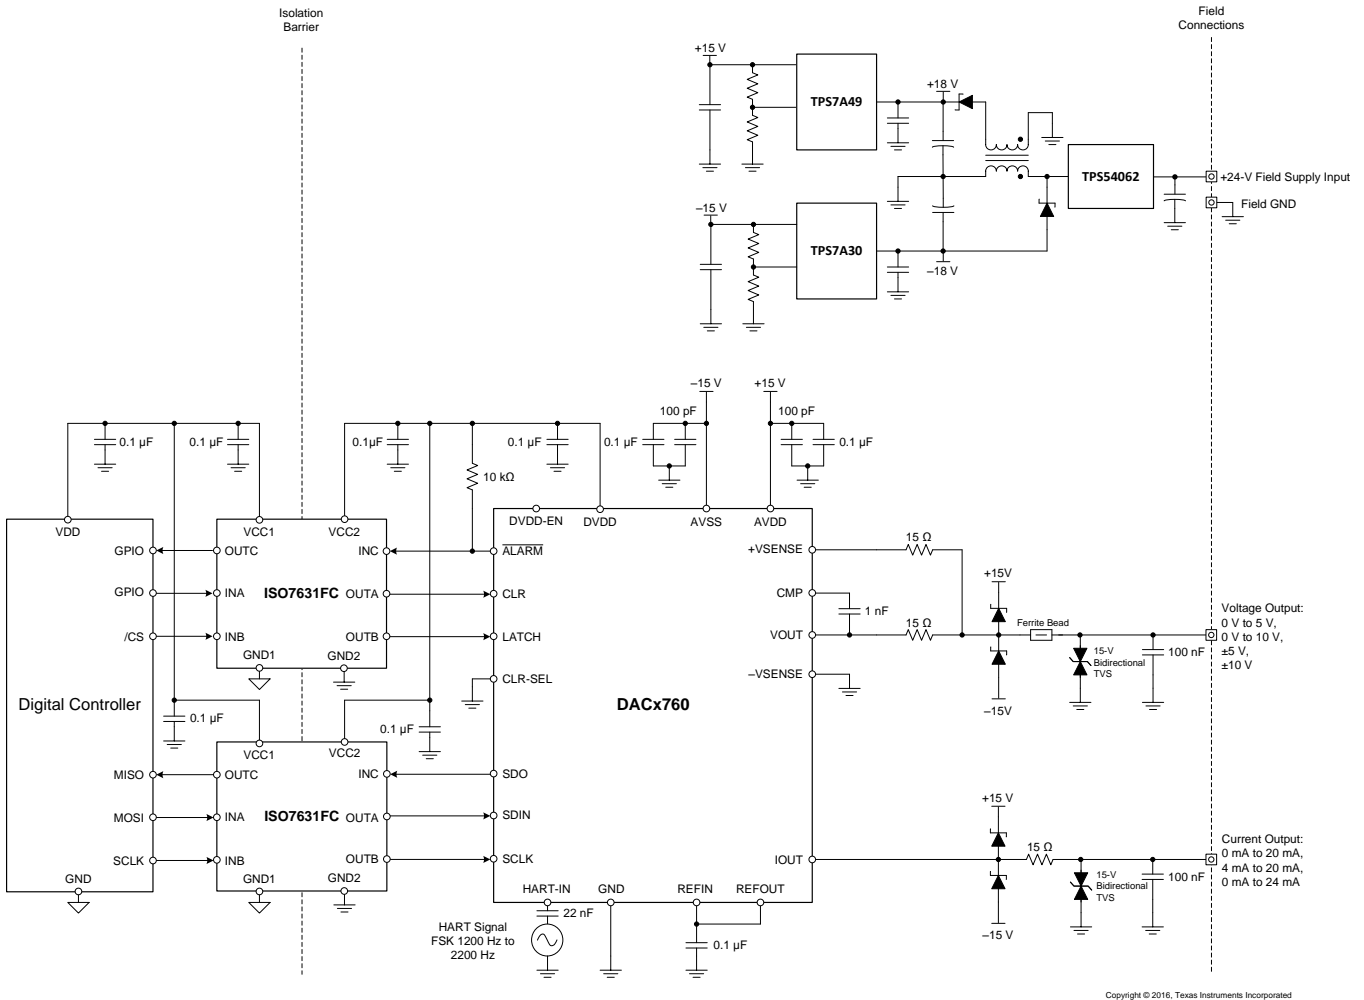 Isolation
Barrier
Field
Connections
+15 V
TPS7A49
+18 V
TPS54062
+24-V Field Supply Input
Field GND
–15 V
TPS7A30
–18 V
–15 V
+15 V
100 pF
100 pF
0.1 µF
0.1 µF
0.1µF
0.1 µF
0.1 µF
0.1 µF
10 kΩ
VDD
VCC1
VCC2
DVDD-EN
DVDD
AVSS
AVDD
GPIO
OUTC
INC
ALARM
+VSENSE
15 Ω
GPIO
INA
ISO7631FC
OUTA
CLR
CMP
1 nF
+15V
/CS
INB
OUTB
LATCH
VOUT
15 Ω
Ferrite Bead
Voltage Output:
0 V to 5 V,
0 V to 10 V,
±5 V,
±10 V
GND1
GND2
CLR-SEL
–VSENSE
15-V
Bidirectional
TVS
100 nF
–15V
Digital Controller
DACx760
0.1 µF
0.1 µF
VCC1
VCC2
MISO
OUTC
INC
SDO
MOSI
INA
ISO7631FC
OUTA
SDIN
+15 V
SCLK
INB
OUTB
SCLK
IOUT
15 Ω
Current Output:
0 mA to 20 mA,
4 mA to 20 mA,
0 mA to 24 mA
15-V
Bidirectional
TVS
100 nF
–15 V
GND
GND1
GND2
HART-IN
GND
REFIN
REFOUT
22 nF
HART Signal
FSK 1200 Hz to
2200 Hz
0.1 µF
Copyright © 2016, Texas Instruments Incorporated